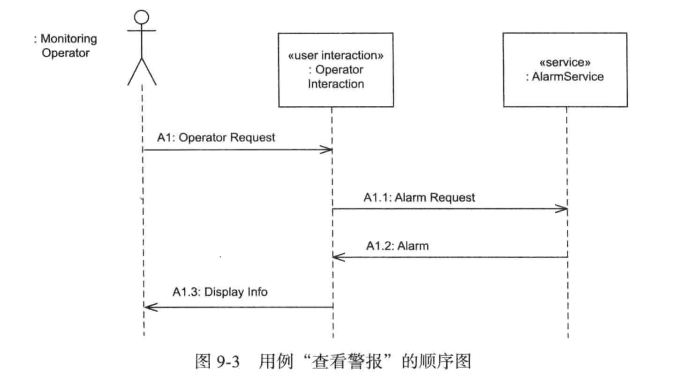 : Monitoring
Operator
«user interaction»
: Operator
Interaction
«service»
: AlarmService
A1: Operator Request
A1.1: Alarm Request
A1.2: Alarm
A1.3: Display Info
图 9-3 用例“查看警报”的顺序图